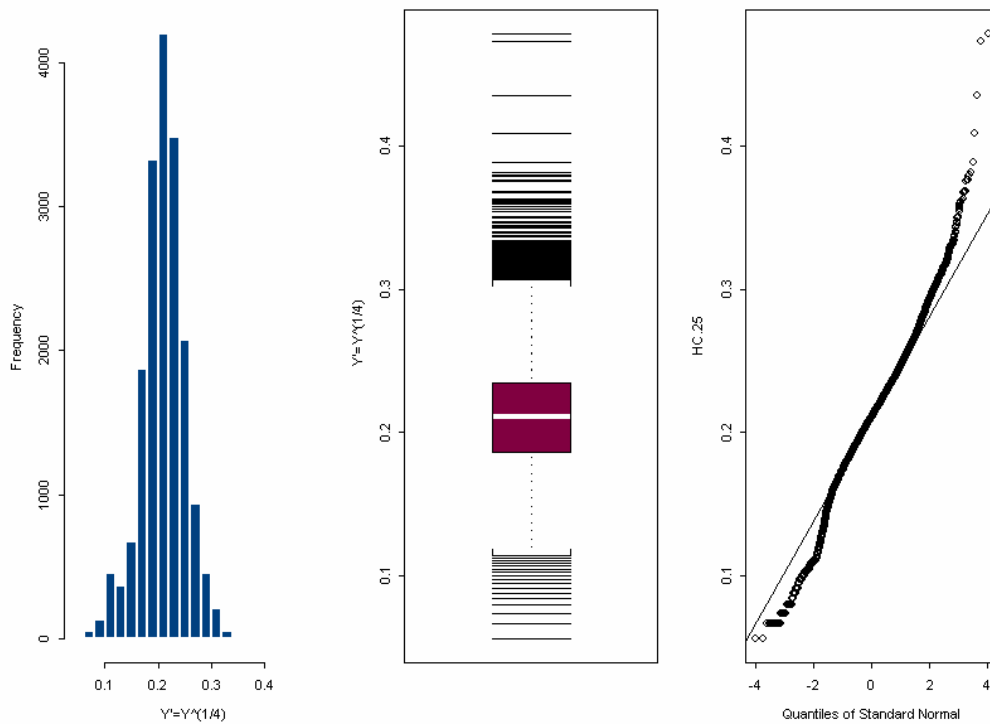 Frequency
4000
3000
2000
1000
0
0.1 0.2 0.3 0.4
Y'=Y^(1/4)
Y'=Y^(1/4)
0.4
0.3
0.2
0.1
HC.25
0.4
0.3
0.2
0.1
-4 -2 0 2 4
Quantiles of Standard Normal